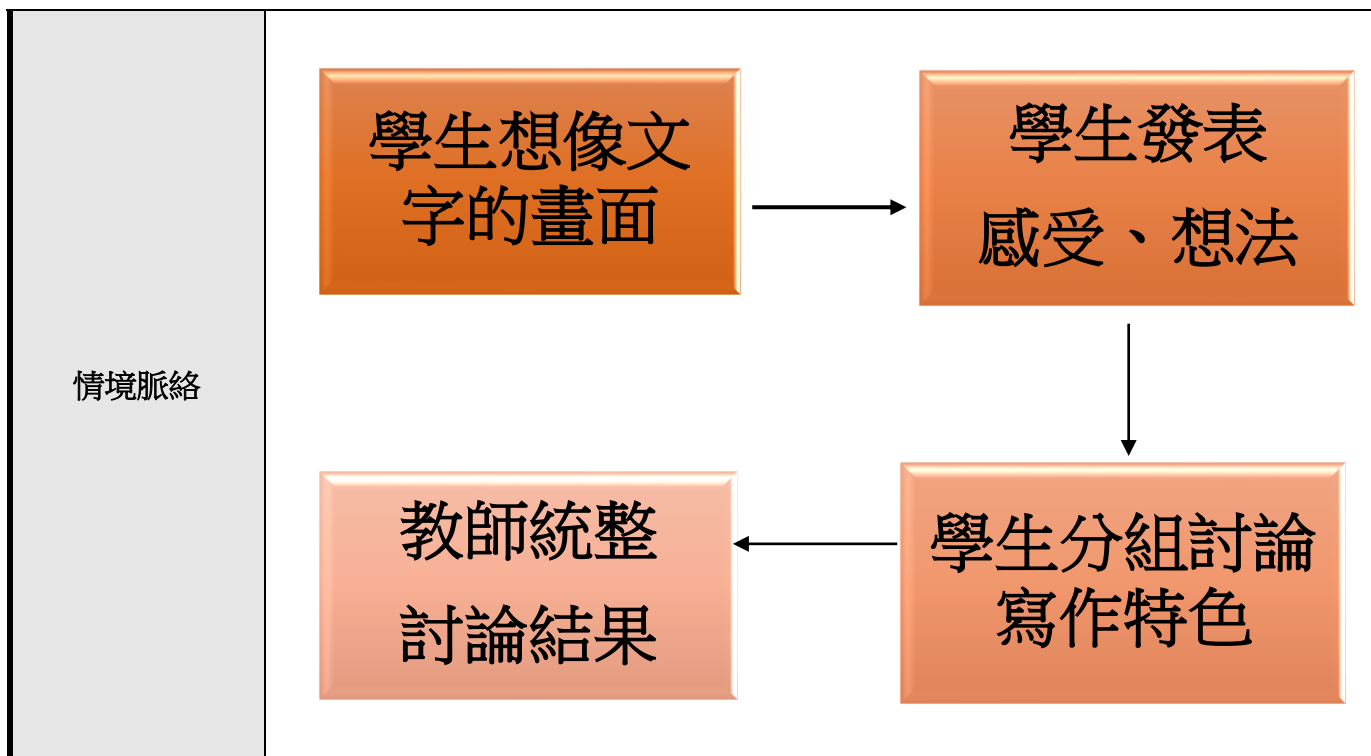 情境脈絡
學生想像文
字的畫面
學生發表
感受、想法
學生分組討論
寫作特色
教師統整
討論結果